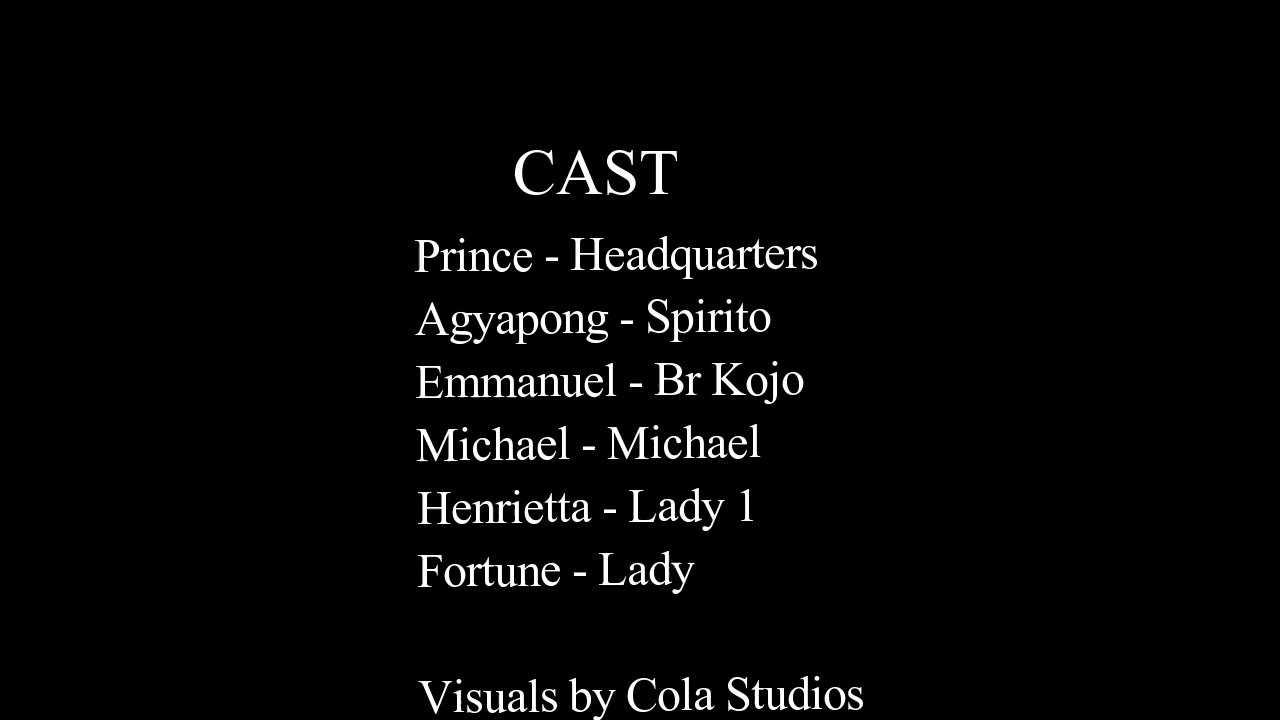 CAST
Prince - Headquarters
Agyapong - Spirito
Emmanuel - Br Kojo
Michael - Michael
Henrietta - Lady 1
Fortune - Lady
Visuals by Cola Studios